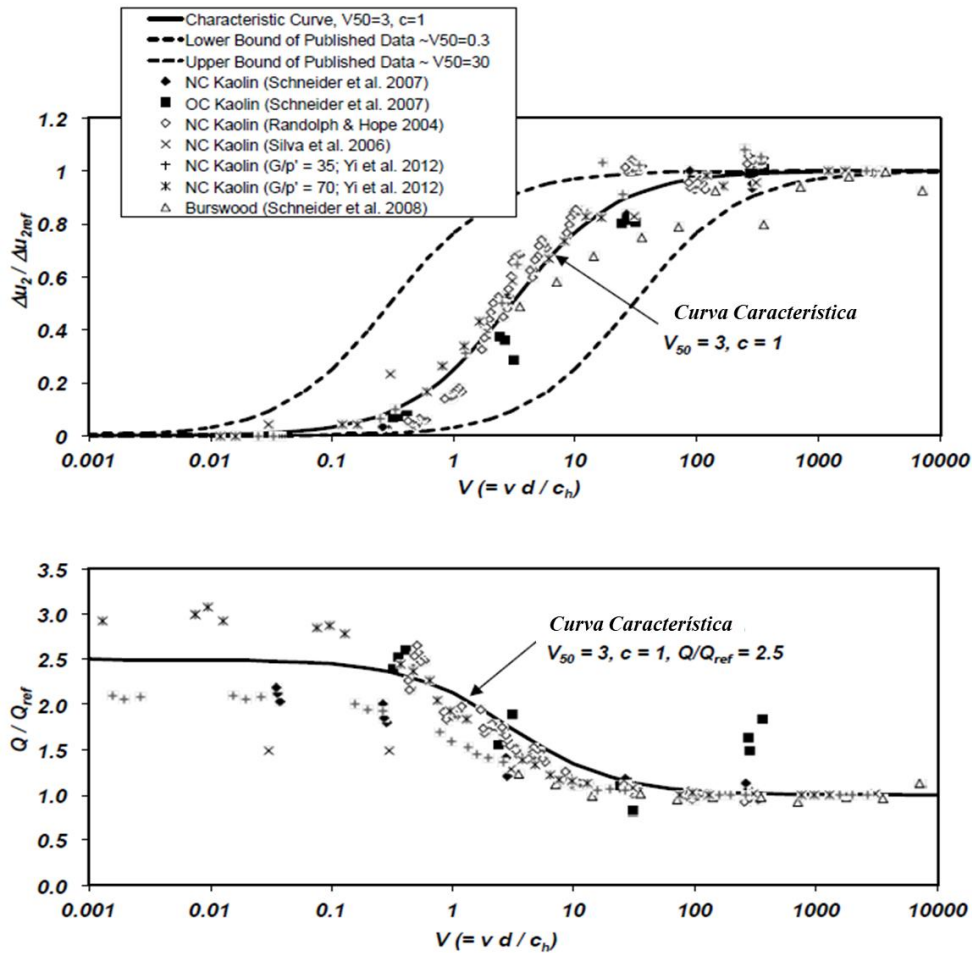 Characteristic Curve, V50=3, c=1
Lower Bound of Published Data ~V50=0.3
Upper Bound of Published Data ~ V50=30
NC Kaolin (Schneider et al. 2007)
OC Kaolin (Schneider et al. 2007)
NC Kaolin (Randolph & Hope 2004)
NC Kaolin (Silva et al. 2006)
NC Kaolin (G/p' = 35; Yi et al. 2012)
NC Kaolin (G/p' = 70; Yi et al. 2012)
Burswood (Schneider et al. 2008)
1.2
1
0.8
0.6
0.4
0.2
0
Δu2 / Δu2ref
Curva Característica
V50 = 3, c = 1
0.001 0.01 0.1 1 10 100 1000 10000
V (= v d / ch)
3.5
3.0
2.5
2.0
1.5
1.0
0.5
0.0
Q / Qref
Curva Característica
V50 = 3, c = 1, Q/Qref = 2.5
0.001 0.01 0.1 1 10 100 1000 10000
V (= v d / ch)